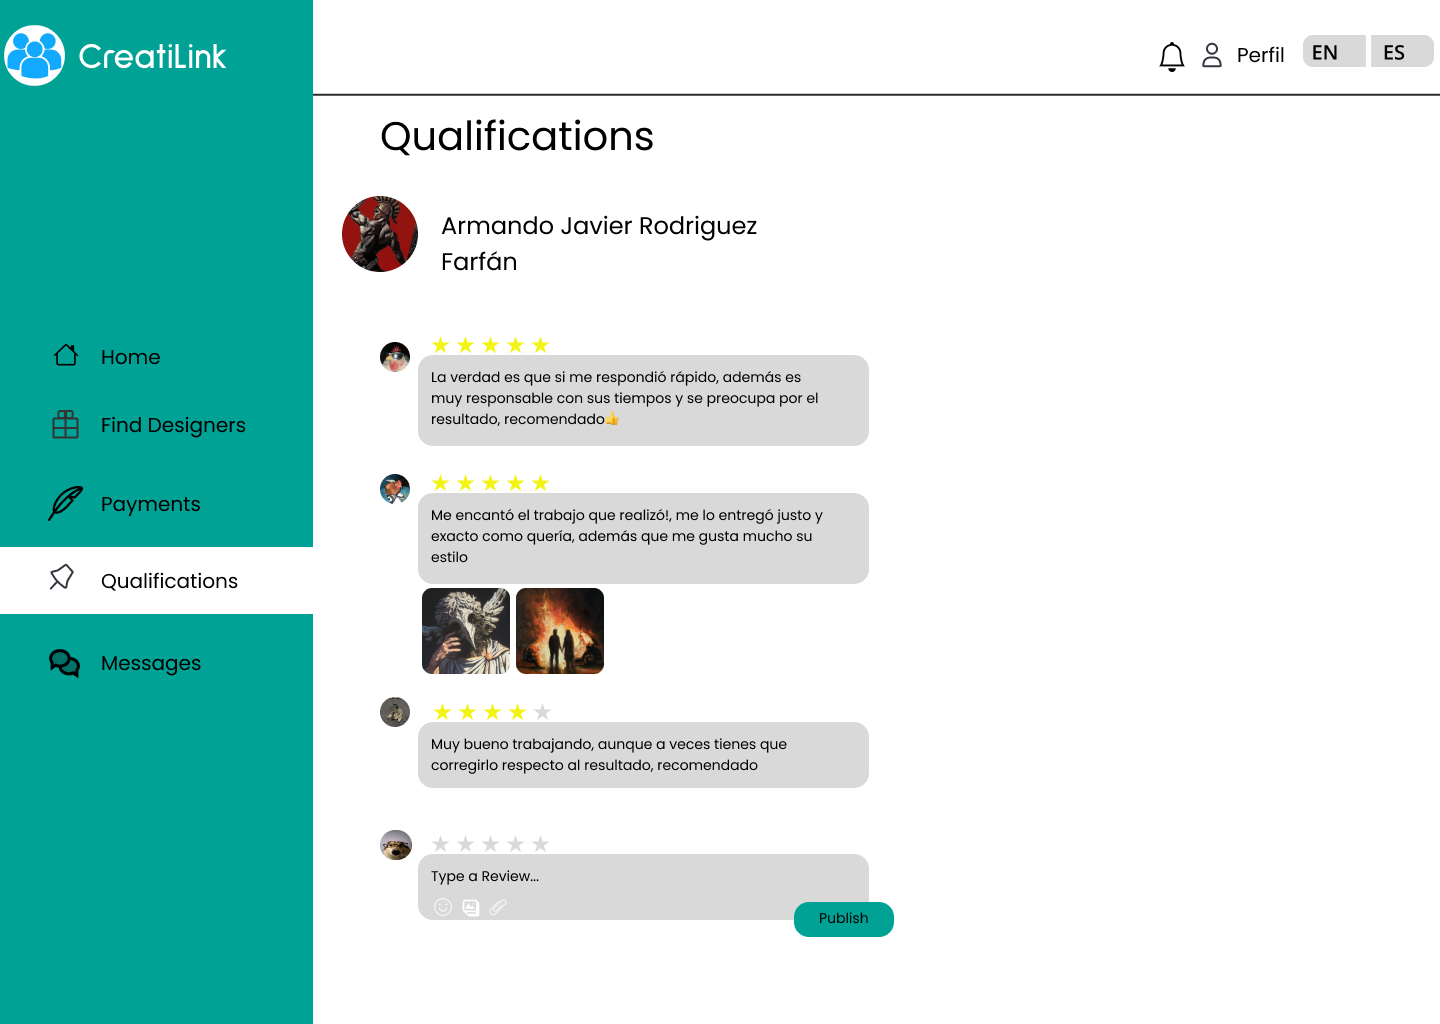 CreatiLink
Perfil
EN
ES
Qualifications
Armando Javier Rodriguez
Farfán
Home
Find Designers
Payments
Qualifications
Messages
La verdad es que si me respondió rápido, además es
muy responsable con sus tiempos y se preocupa por el
resultado, recomendado👍
Me encantó el trabajo que realizó!, me lo entregó justo y
exacto como quería, además que me gusta mucho su
estilo
Muy bueno trabajando, aunque a veces tienes que
corregirlo respecto al resultado, recomendado
Type a Review...
Publish